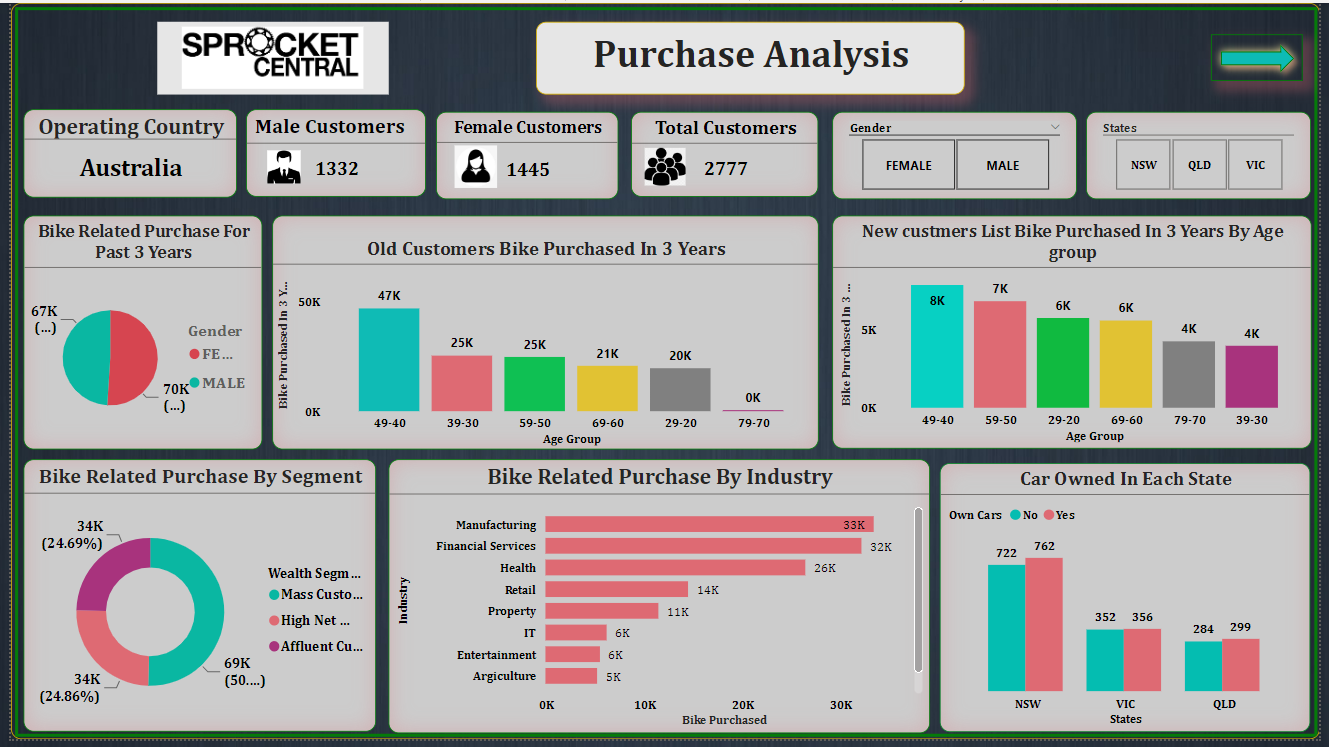 SPROCKET
CENTRAL
Purchase Analysis
Operating Country
Australia
Male Customers
1332
Female Customers
1445
Total Customers
2777
Gender
FEMALE
MALE
States
NSW
QLD
VIC
Bike Related Purchase For
Past 3 Years
67K
(...)
70K
(...)
Gender
FE...
MALE
Old Customers Bike Purchased In 3 Years
Bike Purchased In 3 Y...
50K
0K
47K
25K
25K
21K
20K
0K
49-40
39-30
59-50
69-60
29-20
79-70
Age Group
New custmers List Bike Purchased In 3 Years By Age
group
Bike Purchased In 3 ...
5K
0K
8K
7K
6K
6K
4K
4K
49-40
59-50
29-20
69-60
79-70
39-30
Age Group
Bike Related Purchase By Segment
34K
(24.69%)
34K
(24.86%)
69K
(50....)
Wealth Segm...
Mass Custo...
High Net ...
Affluent Cu...
Bike Related Purchase By Industry
Industry
Manufacturing 33K
Financial Services 32K
Health 26K
Retail 14K
Property 11K
IT 6K
Entertainment 6K
Argiculture 5K
0K 10K 20K 30K
Bike Purchased
Car Owned In Each State
Own Cars No Yes
722 762
352 356
284 299
NSW VIC QLD
States